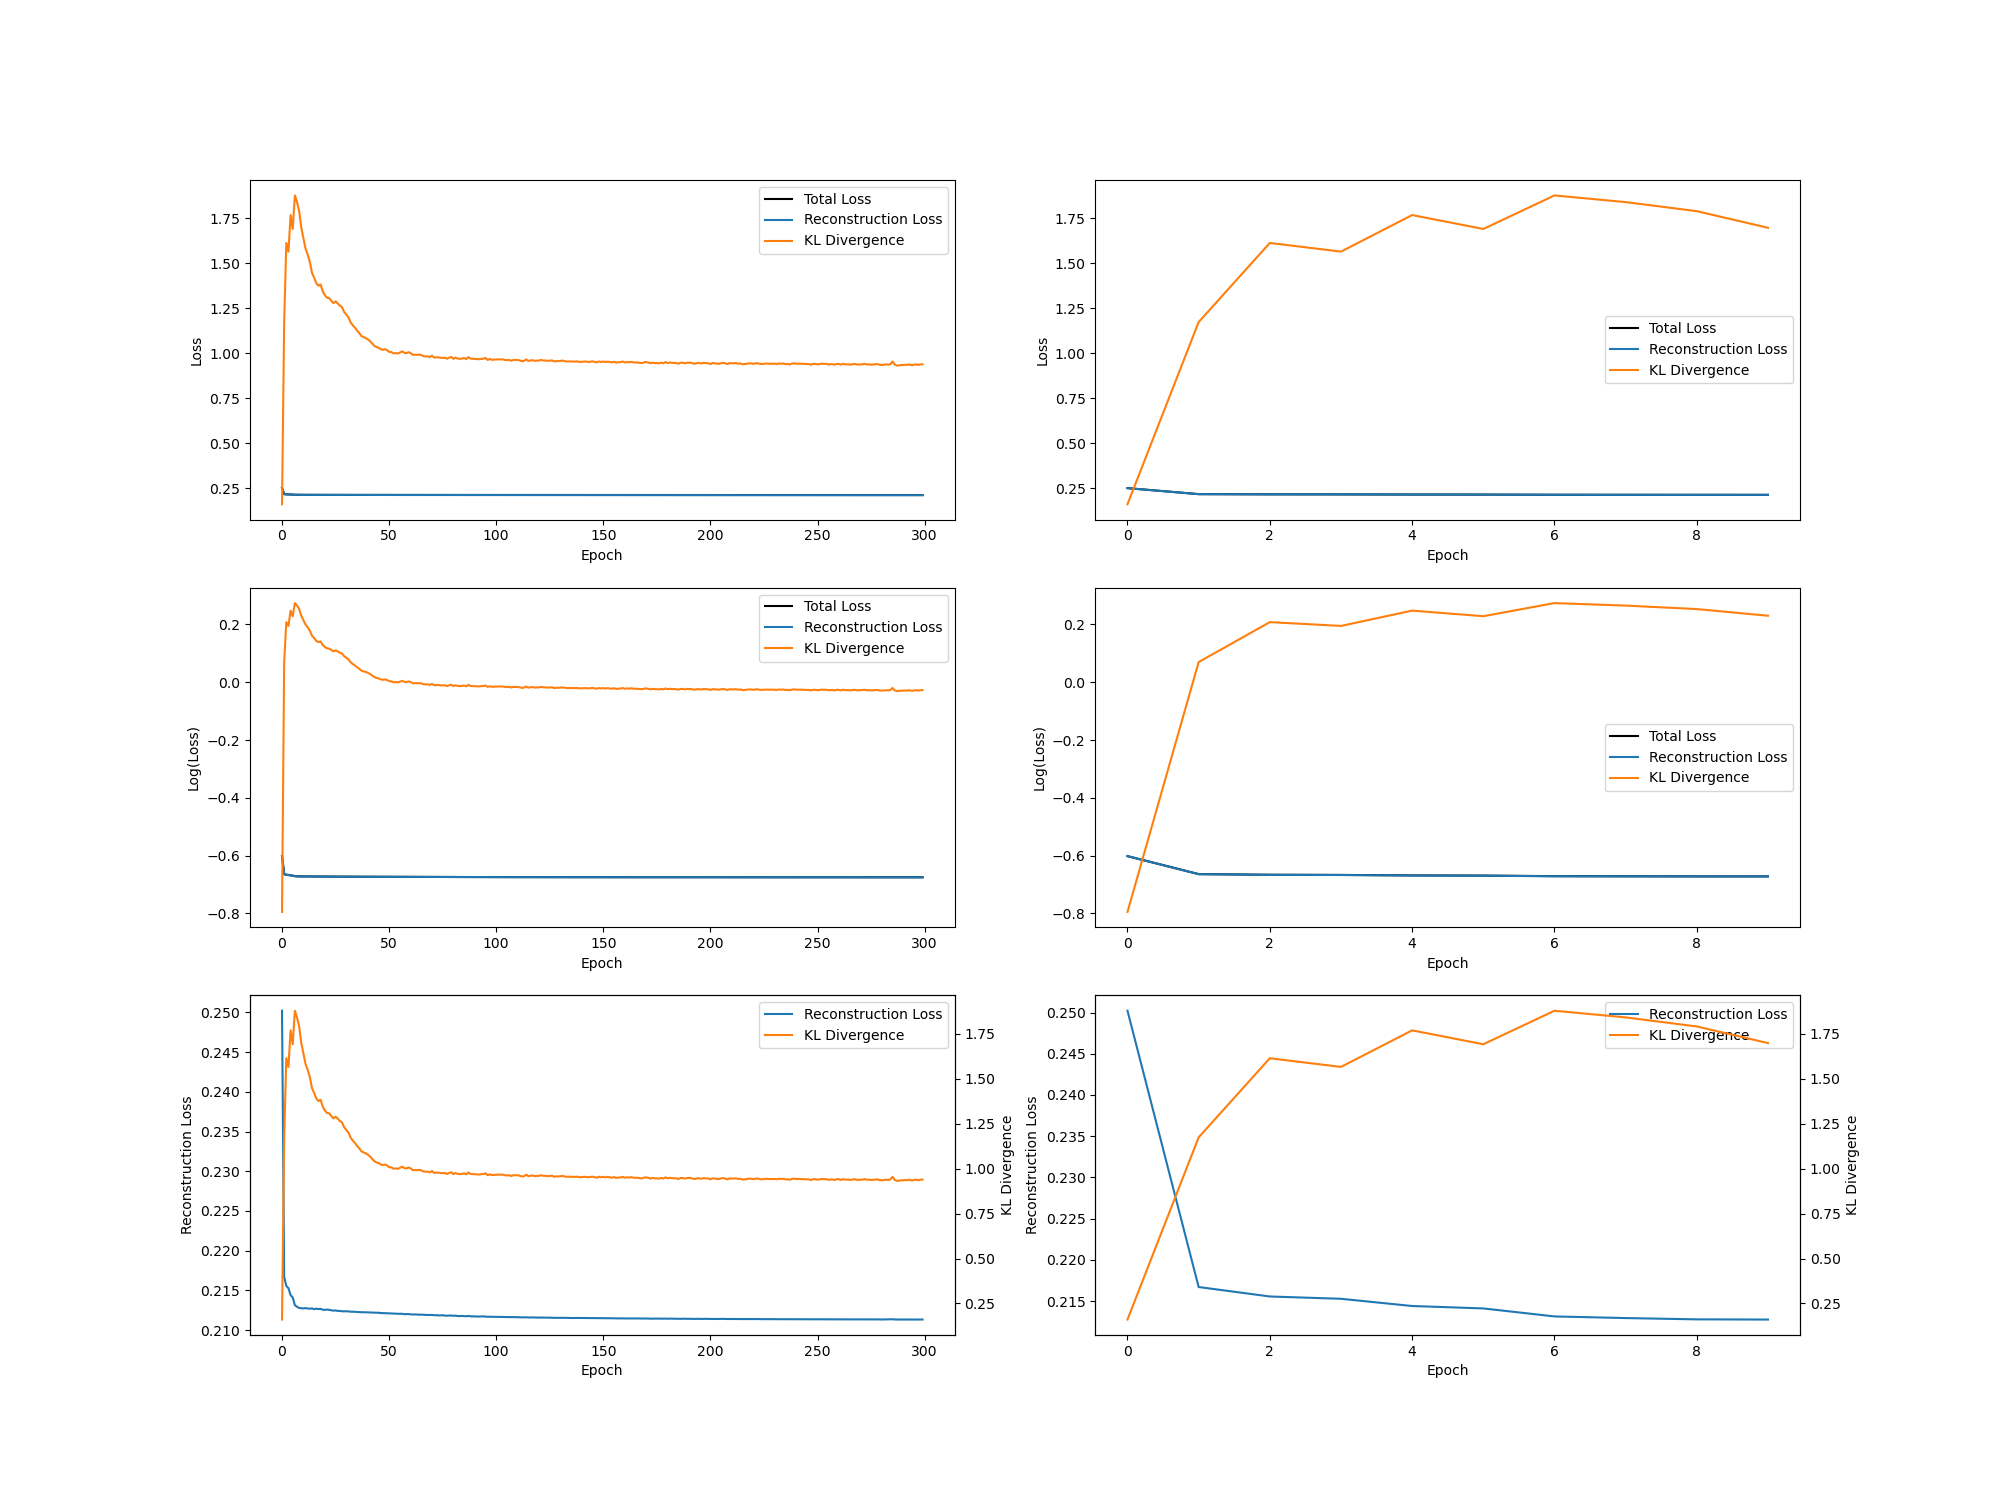 Loss
1.75
1.50
1.25
1.00
0.75
0.50
0.25
0 50 100 150 200 250 300
Epoch
Total Loss
Reconstruction Loss
KL Divergence
Loss
1.75
1.50
1.25
1.00
0.75
0.50
0.25
0 2 4 6 8
Epoch
Total Loss
Reconstruction Loss
KL Divergence
Log(Loss)
0.2
0.0
−0.2
−0.4
−0.6
−0.8
0 50 100 150 200 250 300
Epoch
Total Loss
Reconstruction Loss
KL Divergence
Log(Loss)
0.2
0.0
−0.2
−0.4
−0.6
−0.8
0 2 4 6 8
Epoch
Total Loss
Reconstruction Loss
KL Divergence
Reconstruction Loss
0.250
0.245
0.240
0.235
0.230
0.225
0.220
0.215
0.210
0 50 100 150 200 250 300
Epoch
Reconstruction Loss
KL Divergence
1.75
1.50
1.25
1.00
0.75
0.50
0.25
KL Divergence
Reconstruction Loss
0.250
0.245
0.240
0.235
0.230
0.225
0.220
0.215
0 2 4 6 8
Epoch
Reconstruction Loss
KL Divergence
1.75
1.50
1.25
1.00
0.75
0.50
0.25
KL Divergence